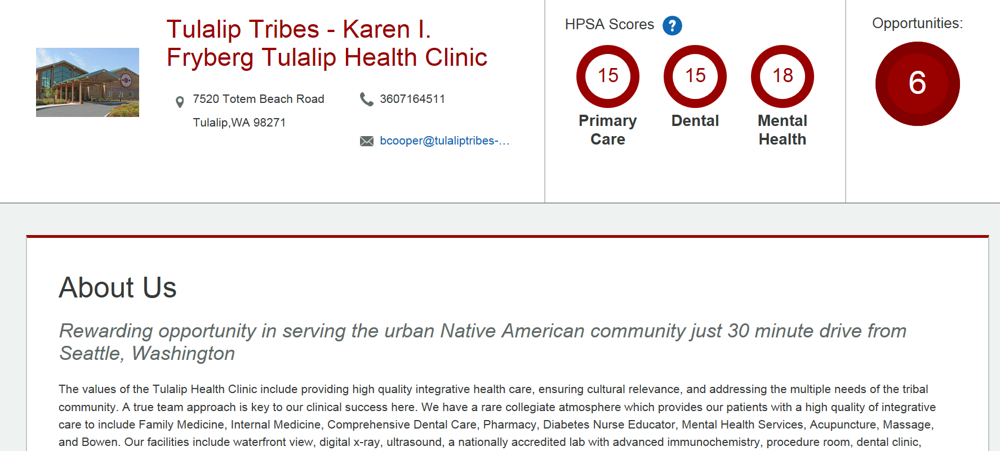 Tulalip Tribes - Karen I.
Fryberg Tulalip Health Clinic
7520 Totem Beach Road
Tulalip,WA 98271
3607164511
bcooper@tulaliptribes-...
HPSA Scores ?
15
Primary
Care
15
Dental
18
Mental
Health
Opportunities:
6
About Us
Rewarding opportunity in serving the urban Native American community just 30 minute drive from
Seattle, Washington
The values of the Tulalip Health Clinic include providing high quality integrative health care, ensuring cultural relevance, and addressing the multiple needs of the tribal
community. A true team approach is key to our clinical success here. We have a rare collegiate atmosphere which provides our patients with a high quality of integrative
care to include Family Medicine, Internal Medicine, Comprehensive Dental Care, Pharmacy, Diabetes Nurse Educator, Mental Health Services, Acupuncture, Massage,
and Bowen. Our facilities include waterfront view, digital x-ray, ultrasound, a nationally accredited lab with advanced immunochemistry, procedure room, dental clinic,